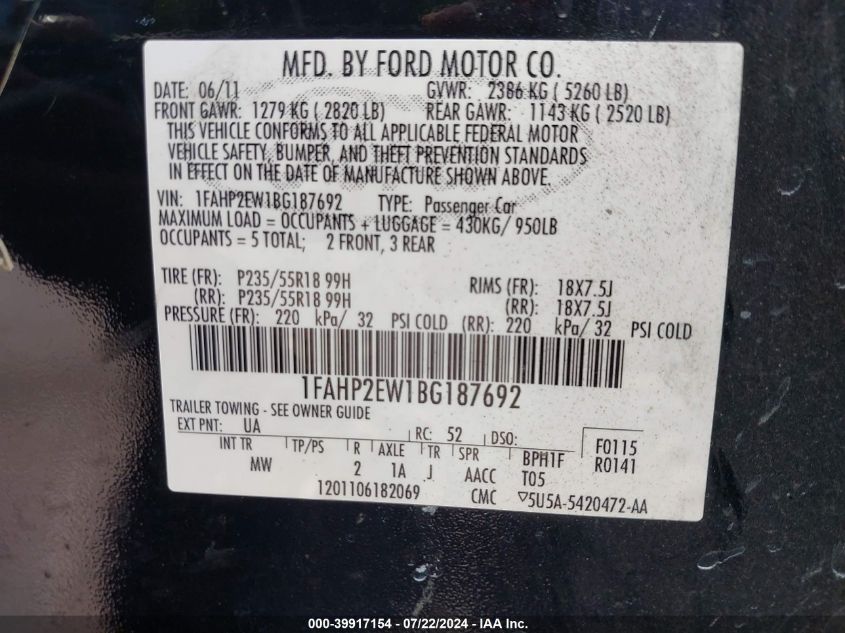 MFD. BY FORD MOTOR CO.
DATE: 06/11 GVWR: 2386 KG ( 5260 LB)
FRONT GAWR: 1279 KG ( 2820 LB) REAR GAWR: 1143 KG ( 2520 LB)
THIS VEHICLE CONFORMS TO ALL APPLICABLE FEDERAL MOTOR
VEHICLE SAFETY, BUMPER, AND THEFT PREVENTION STANDARDS
IN EFFECT ON THE DATE OF MANUFACTURE SHOWN ABOVE.
VIN: 1FAHP2EW1BG187692 TYPE: Passenger Car
MAXIMUM LOAD = OCCUPANTS + LUGGAGE = 430KG/ 950LB
OCCUPANTS = 5 TOTAL; 2 FRONT, 3 REAR
TIRE (FR): P235/55R18 99H RIMS (FR): 18X7.5J
(RR): P235/55R18 99H (RR): 18X7.5J
PRESSURE (FR): 220 kPa/ 32 PSI COLD (RR): 220 kPa/ 32 PSI COLD
1FAHP2EW1BG187692
TRAILER TOWING - SEE OWNER GUIDE
EXT PNT: UA RC: 52 DSO: F0115
INT TR TP/PS R AXLE TR SPR BPH1F R0141
MW 2 1A J AACC T05
1201106182069 CMC ▽5U5A-5420472-AA
000-39917154 - 07/22/2024 - IAA Inc.